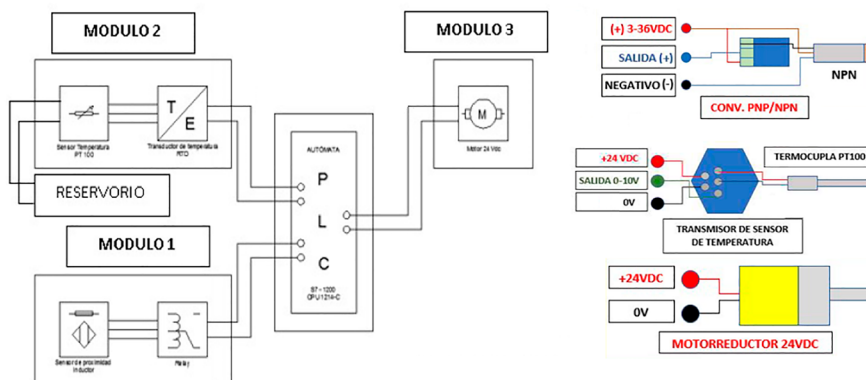 MODULO 2
T
E
Sensor Temperatura
PT 100
Transductor de temperatura
RTD
RESERVORIO
MODULO 1
Sensor de proximidad
Inductor
Relay
AUTÓMATA
P
L
C
S7 - 1200
CPU 1214-C
MODULO 3
M
Motor 24 Vdc
(+) 3-36VDC
SALIDA (+)
NEGATIVO (-)
NPN
CONV. PNP/NPN
+24 VDC
SALIDA 0-10V
0V
TERMOCUPLA PT100
TRANSMISOR DE SENSOR
DE TEMPERATURA
+24VDC
0V
MOTORREDUCTOR 24VDC